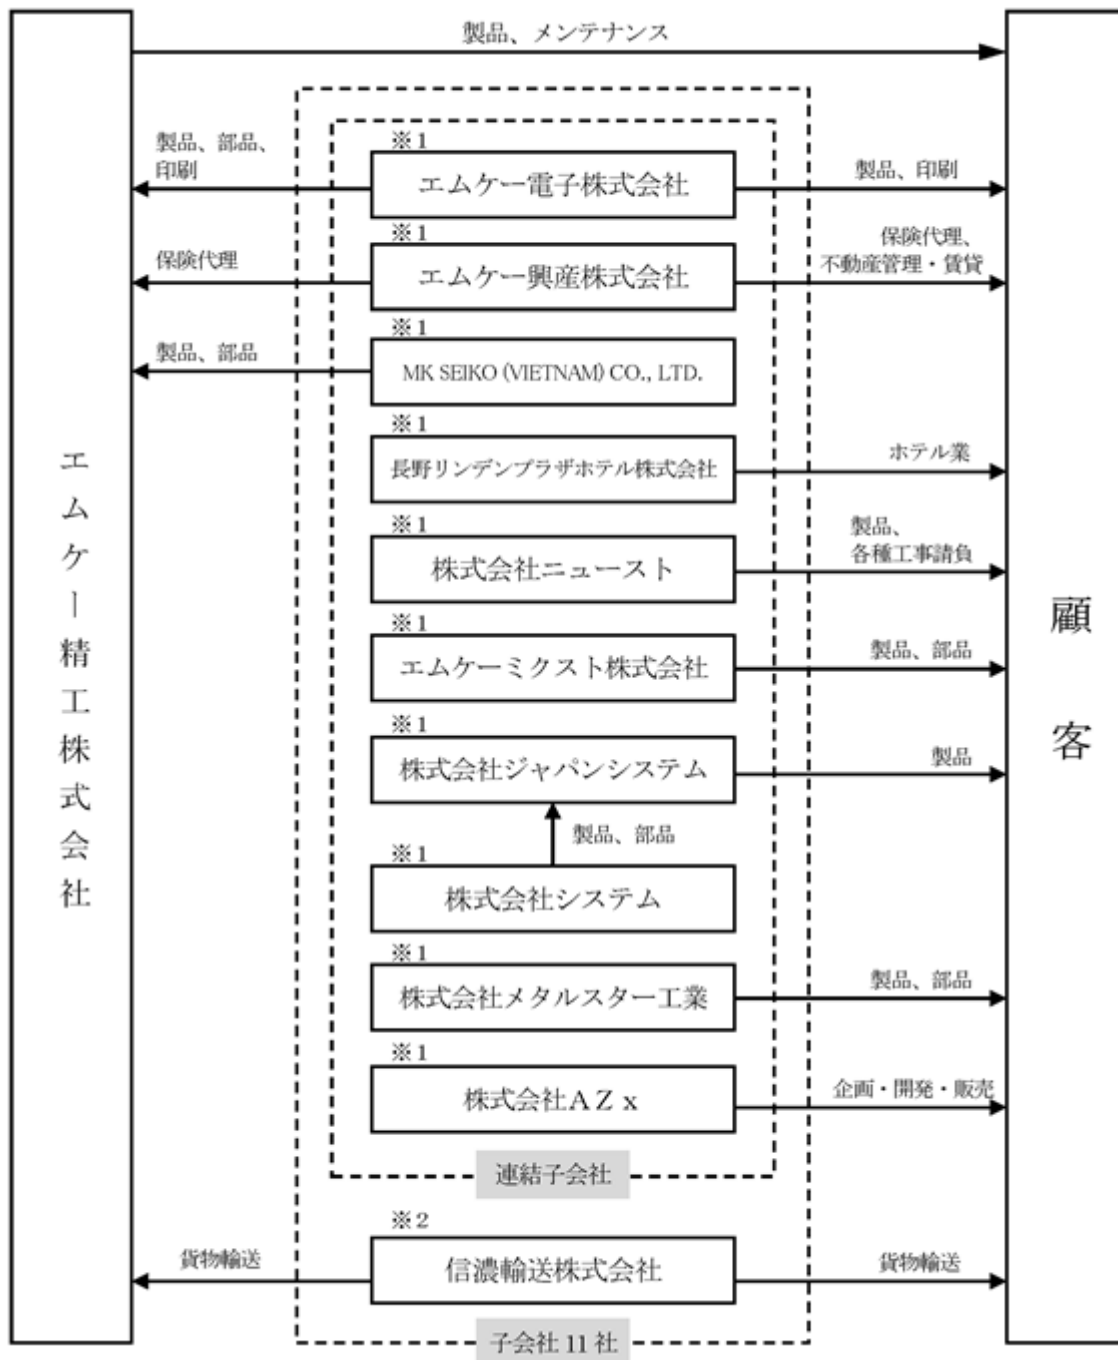 製品、メンテナンス
※1
製品、部品、
印刷
エムケー電子株式会社
製品、印刷
※1
保険代理
エムケー興産株式会社
保険代理、
不動産管理・賃貸
※1
製品、部品
MK SEIKO (VIETNAM) CO., LTD.
※1
長野リンデンプラザホテル株式会社
ホテル業
※1
株式会社ニュースト
製品、
各種工事請負
※1
エムケーミクスト株式会社
製品、部品
※1
株式会社ジャパンシステム
製品
製品、部品
※1
株式会社システム
※1
株式会社メタルスター工業
製品、部品
※1
株式会社AZx
企画・開発・販売
連結子会社
※2
貨物輸送
信濃輸送株式会社
貨物輸送
子会社11社
エムケー精工株式会社
顧客